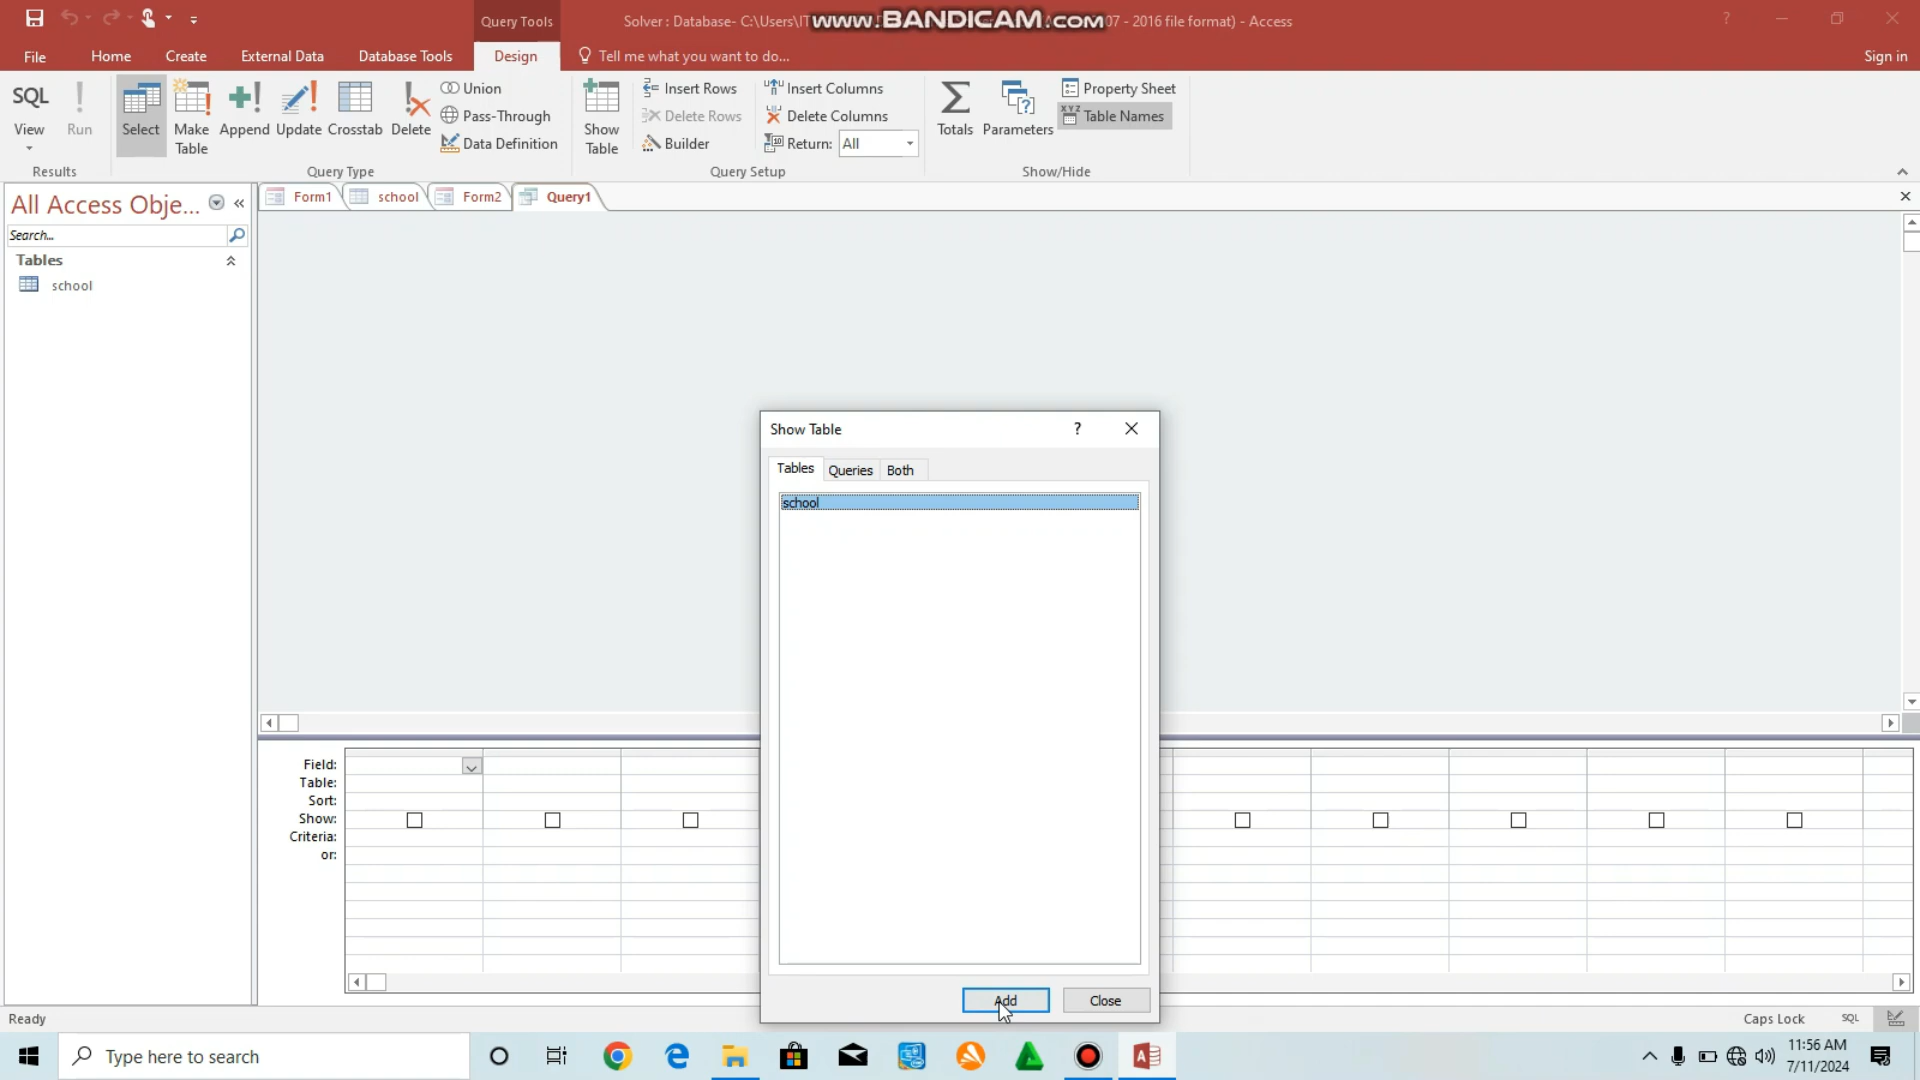 Query Tools
Solver : Database- C:\Users\IT
www.BANDICAM.com
07 - 2016 file format) - Access
File
Home
Create
External Data
Database Tools
Design
Tell me what you want to do...
Sign in
SQL
View
Run
Select
Make Table
Append
Update
Crosstab
Delete
Union
Pass-Through
Data Definition
Show Table
Insert Rows
Delete Rows
Builder
Insert Columns
Delete Columns
Return: All
Totals
Parameters
Property Sheet
XYZ Table Names
Results
Query Type
Query Setup
Show/Hide
All Access Obje...
Search...
Tables
school
Form1
school
Form2
Query1
Show Table
Tables
Queries
Both
school
Add
Close
Field:
Table:
Sort:
Show:
Criteria:
or:
Ready
Caps Lock
SQL
Type here to search
11:56 AM
7/11/2024